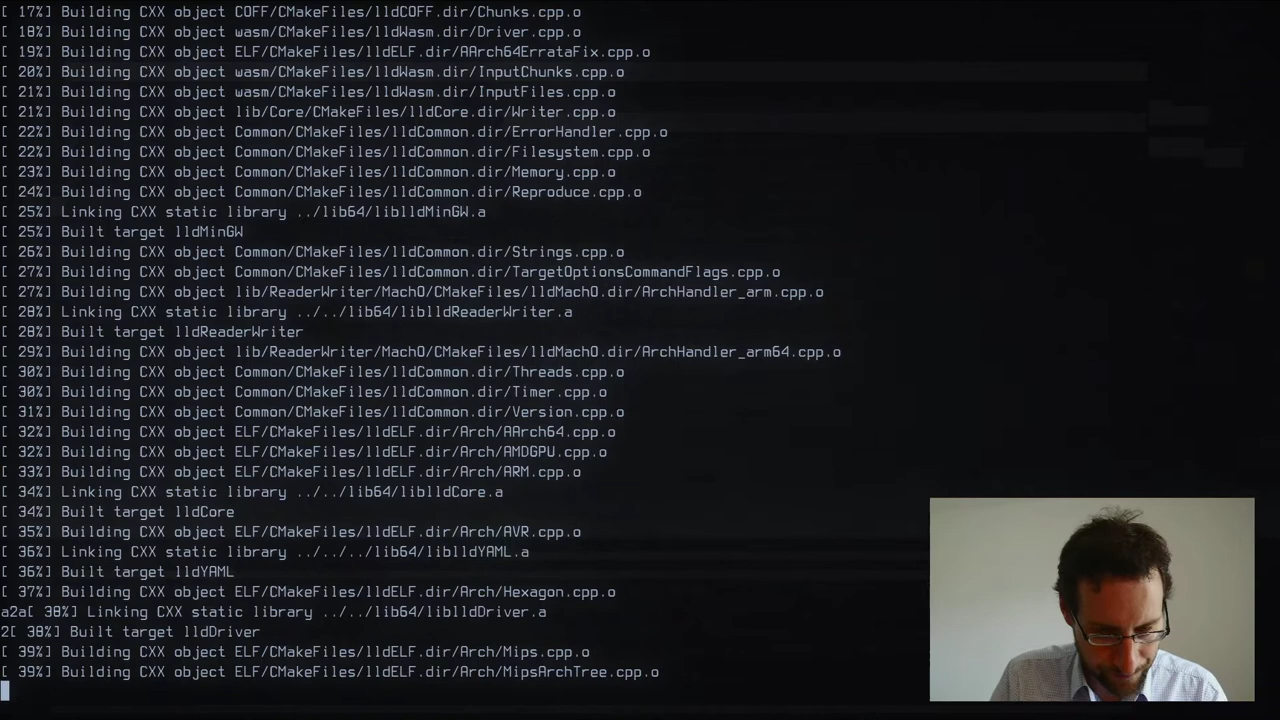 [ 17%] Building CXX object COFF/CMakeFiles/lldCOFF.dir/Chunks.cpp.o
[ 18%] Building CXX object wasm/CMakeFiles/lldWasm.dir/Driver.cpp.o
[ 19%] Building CXX object ELF/CMakeFiles/lldELF.dir/AArch64ErrataFix.cpp.o
[ 20%] Building CXX object wasm/CMakeFiles/lldWasm.dir/InputChunks.cpp.o
[ 21%] Building CXX object wasm/CMakeFiles/lldWasm.dir/InputFiles.cpp.o
[ 21%] Building CXX object lib/Core/CMakeFiles/lldCore.dir/Writer.cpp.o
[ 22%] Building CXX object Common/CMakeFiles/lldCommon.dir/ErrorHandler.cpp.o
[ 22%] Building CXX object Common/CMakeFiles/lldCommon.dir/Filesystem.cpp.o
[ 23%] Building CXX object Common/CMakeFiles/lldCommon.dir/Memory.cpp.o
[ 24%] Building CXX object Common/CMakeFiles/lldCommon.dir/Reproduce.cpp.o
[ 25%] Linking CXX static library ../lib64/liblldMinGW.a
[ 25%] Built target lldMinGW
[ 26%] Building CXX object Common/CMakeFiles/lldCommon.dir/Strings.cpp.o
[ 27%] Building CXX object Common/CMakeFiles/lldCommon.dir/TargetOptionsCommandFlags.cpp.o
[ 27%] Building CXX object lib/ReaderWriter/MachO/CMakeFiles/lldMachO.dir/ArchHandler_arm.cpp.o
[ 28%] Linking CXX static library ../../lib64/liblldReaderWriter.a
[ 28%] Built target lldReaderWriter
[ 29%] Building CXX object lib/ReaderWriter/MachO/CMakeFiles/lldMachO.dir/ArchHandler_arm64.cpp.o
[ 30%] Building CXX object Common/CMakeFiles/lldCommon.dir/Threads.cpp.o
[ 30%] Building CXX object Common/CMakeFiles/lldCommon.dir/Timer.cpp.o
[ 31%] Building CXX object Common/CMakeFiles/lldCommon.dir/Version.cpp.o
[ 32%] Building CXX object ELF/CMakeFiles/lldELF.dir/Arch/AArch64.cpp.o
[ 32%] Building CXX object ELF/CMakeFiles/lldELF.dir/Arch/AMDGPU.cpp.o
[ 33%] Building CXX object ELF/CMakeFiles/lldELF.dir/Arch/ARM.cpp.o
[ 34%] Linking CXX static library ../../lib64/liblldCore.a
[ 34%] Built target lldCore
[ 35%] Building CXX object ELF/CMakeFiles/lldELF.dir/Arch/AVR.cpp.o
[ 36%] Linking CXX static library ../../../lib64/liblldYAML.a
[ 36%] Built target lldYAML
[ 37%] Building CXX object ELF/CMakeFiles/lldELF.dir/Arch/Hexagon.cpp.o
a2a[ 38%] Linking CXX static library ../../lib64/liblldDriver.a
2[ 38%] Built target lldDriver
[ 39%] Building CXX object ELF/CMakeFiles/lldELF.dir/Arch/Mips.cpp.o
[ 39%] Building CXX object ELF/CMakeFiles/lldELF.dir/Arch/MipsArchTree.cpp.o